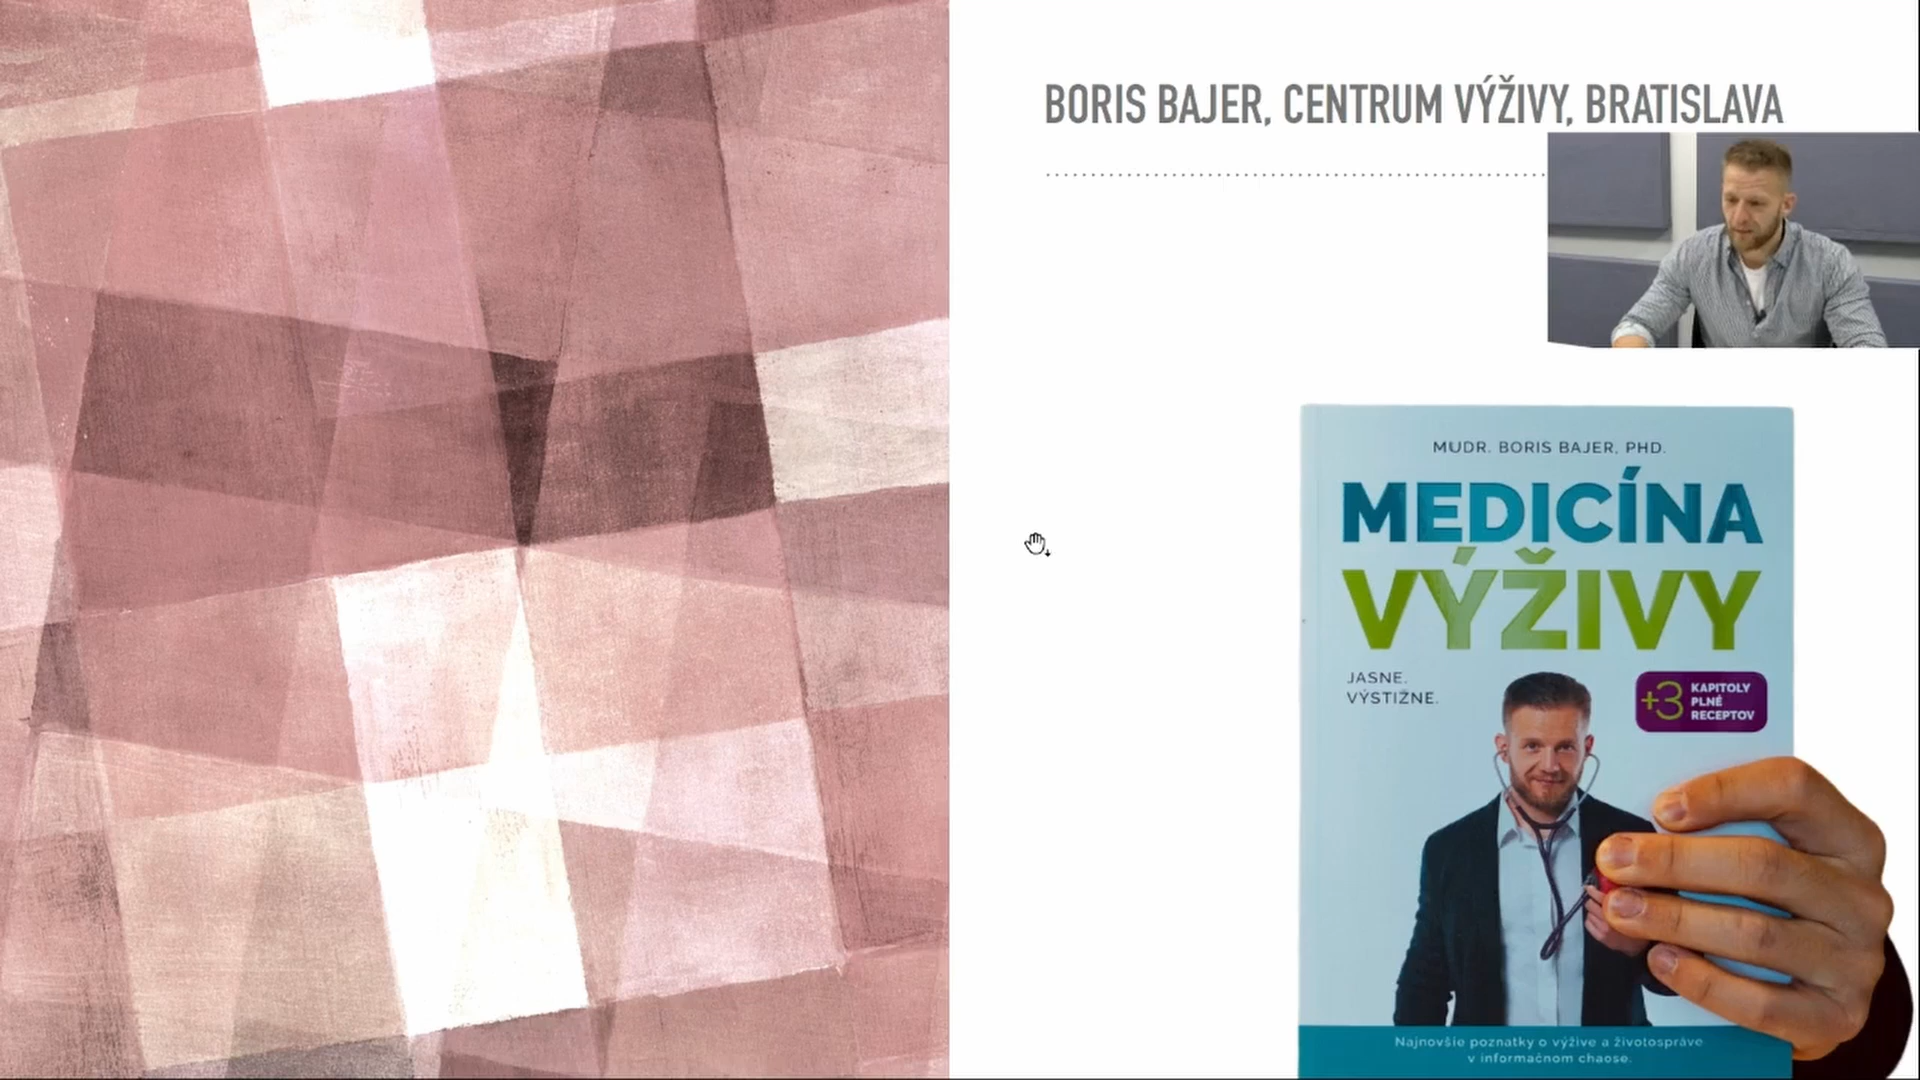 BORIS BAJER, CENTRUM VÝŽIVY, BRATISLAVA
MUDR. BORIS BAJER, PHD.
MEDICÍNA
VÝŽIVY
JASNE.
VÝSTIŽNE.
+3 KAPITOLY
PLNÉ
RECEPTOV
Najnovšie poznatky o výžive a životospráve
v informačnom chaose.